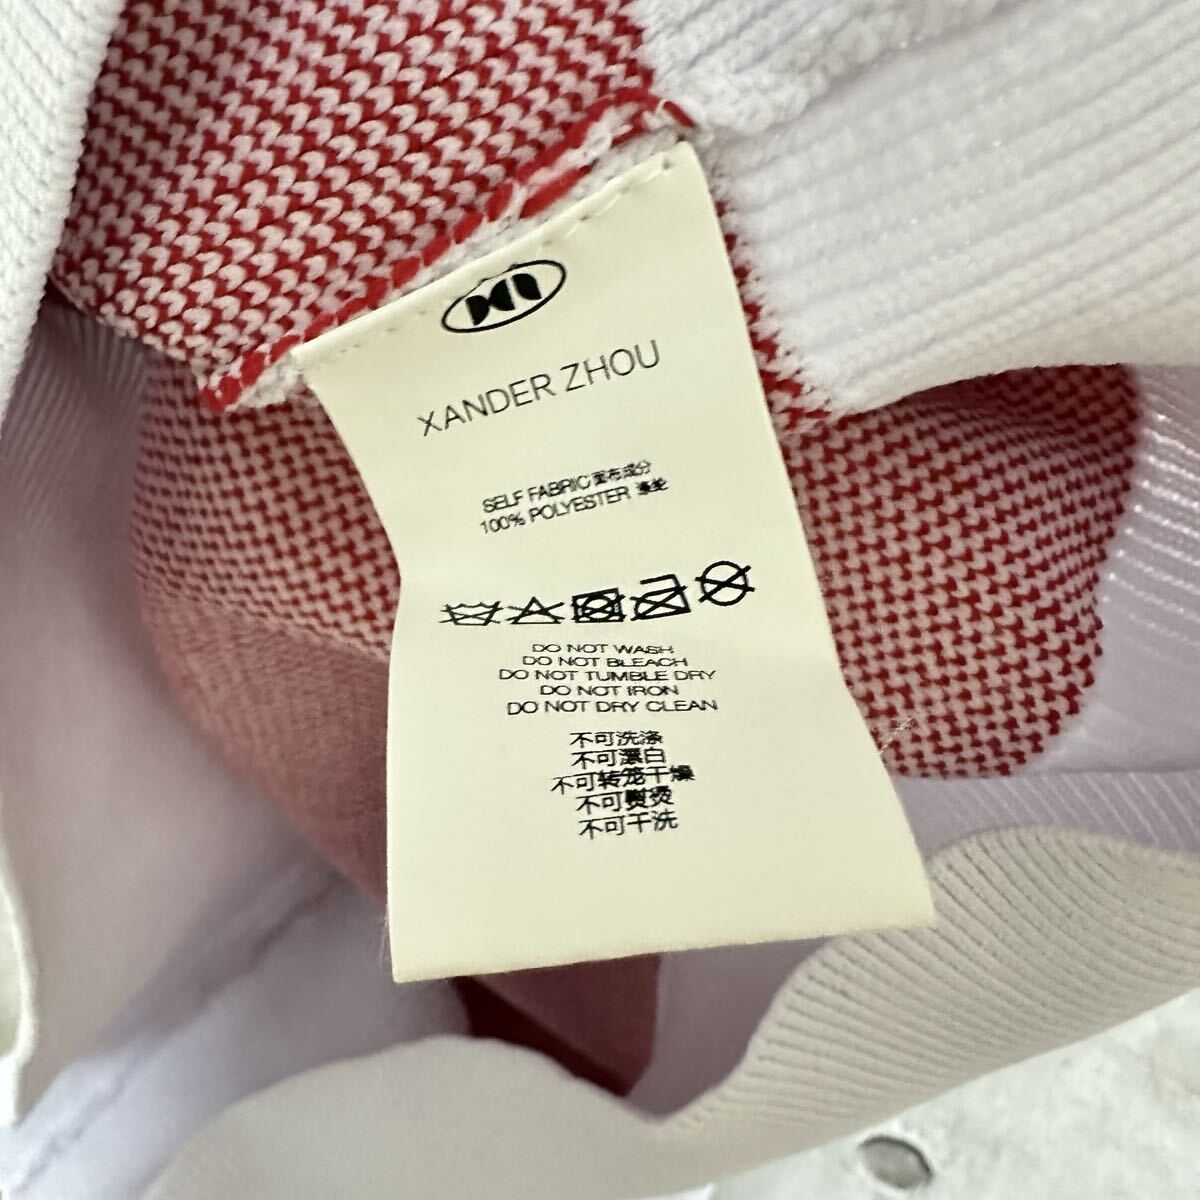 XANDER ZHOU
SELF FABRIC 面布成分
100% POLYESTER 涤纶
DO NOT WASH
DO NOT BLEACH
DO NOT TUMBLE DRY
DO NOT IRON
DO NOT DRY CLEAN
不可洗涤
不可漂白
不可转笼干燥
不可熨烫
不可干洗